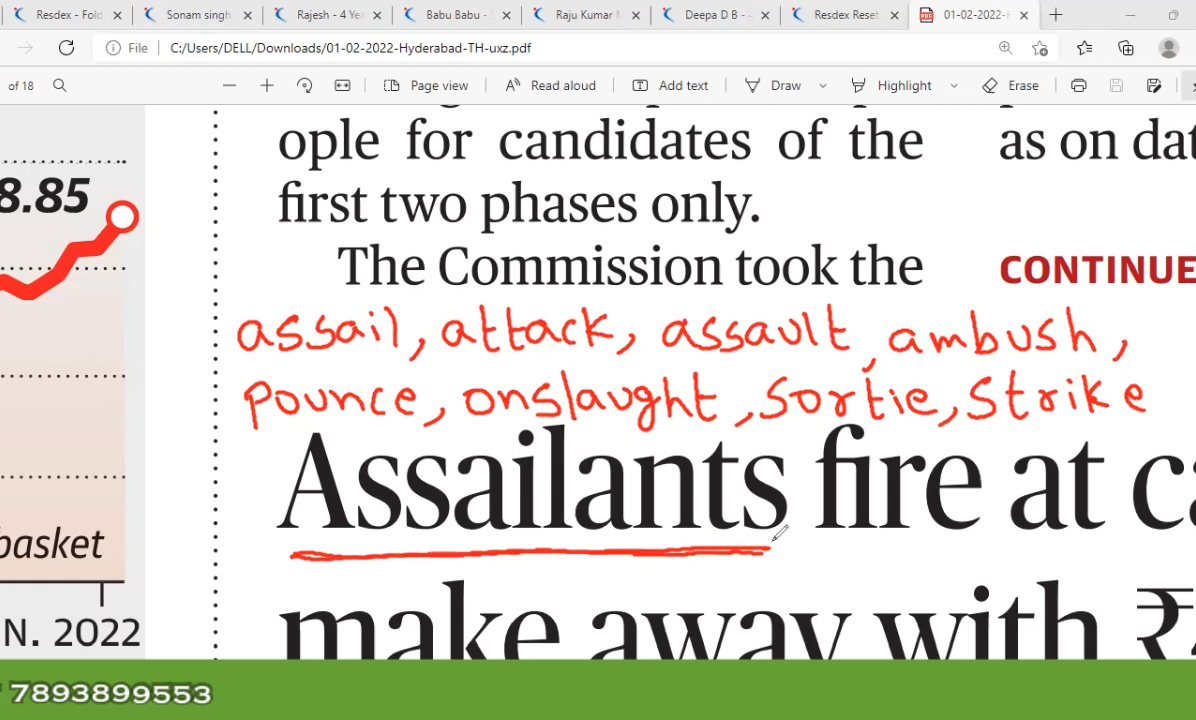 Resdex - Fold
Sonam singh
Rajesh - 4 Ye
Babu Babu -
Raju Kumar
Deepa D B -
Resdex Reset
01-02-2022-
File
C:/Users/DELL/Downloads/01-02-2022-Hyderabad-TH-uxz.pdf
of 18
Page view
Read aloud
Add text
Draw
Highlight
Erase
ople for candidates of the
first two phases only.
The Commission took the
as on dat
CONTINUE
8.85
basket
N. 2022
assail, attack, assault, ambush,
pounce, onslaught, sortie, strike
Assailants fire at ca
make away with ₹
7893899553